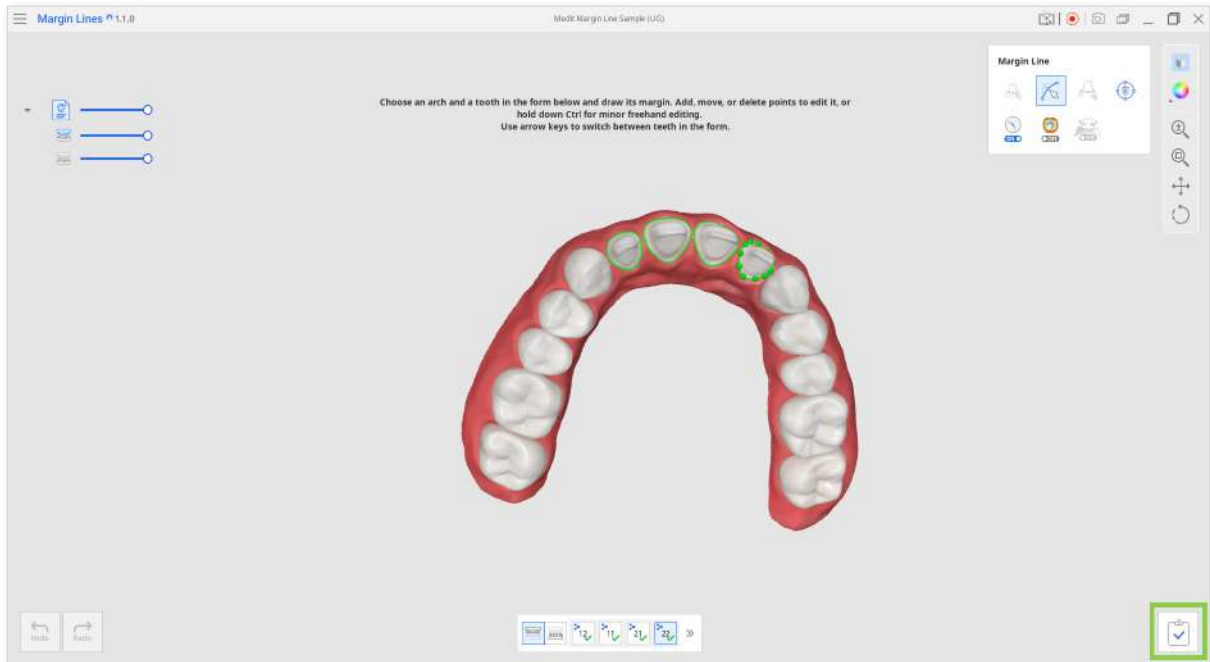 Margin Lines 1.1.0
Medit Margin Line Sample (UG)
Margin Line
Choose an arch and a tooth in the form below and draw its margin. Add, move, or delete points to edit it, or
hold down Ctrl for minor freehand editing.
Use arrow keys to switch between teeth in the form.
ON
Undo
Redo
12
11
21
22